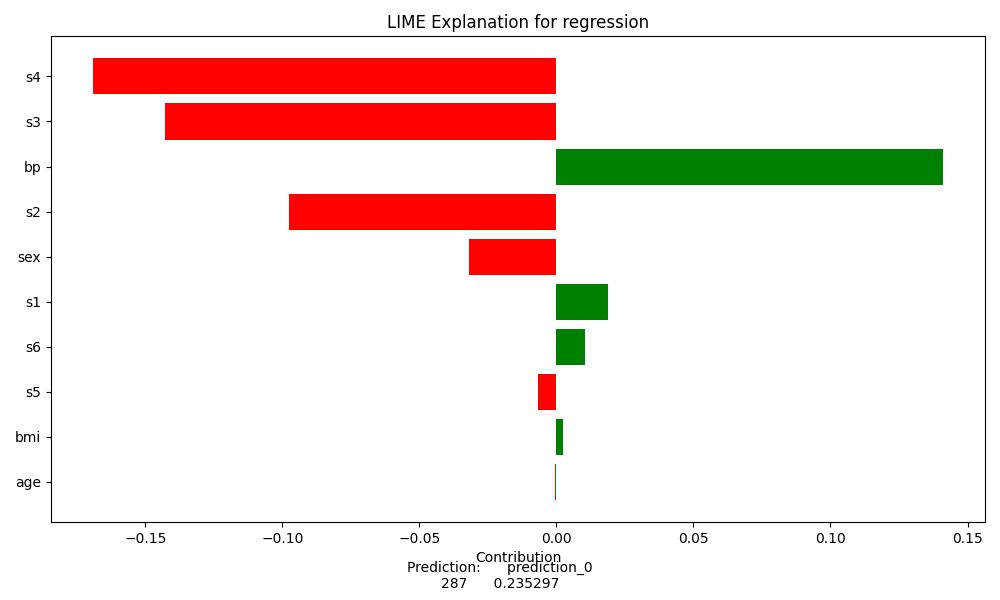 LIME Explanation for regression
s4
s3
bp
s2
sex
s1
s6
s5
bmi
age
−0.15 −0.10 −0.05 0.00 0.05 0.10 0.15
Contribution
Prediction: prediction_0
287 0.235297